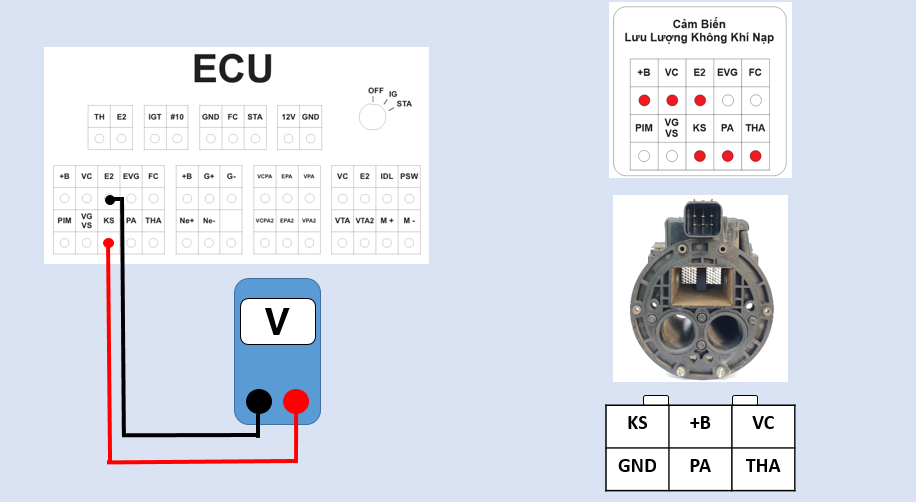 ECU
OFF
IG
STA
TH E2 IGT #10 GND FC STA 12V GND
+B VC E2 EVG FC +B G+ G- VCPA EPA VPA VC E2 IDL PSW
PIM VG VS KS PA THA Ne+ Ne- VCPA2 EPA2 VPA2 VTA VTA2 M + M -
V
Cảm Biến
Lưu Lượng Không Khí Nạp
+B VC E2 EVG FC
PIM VG VS KS PA THA
KS +B VC
GND PA THA